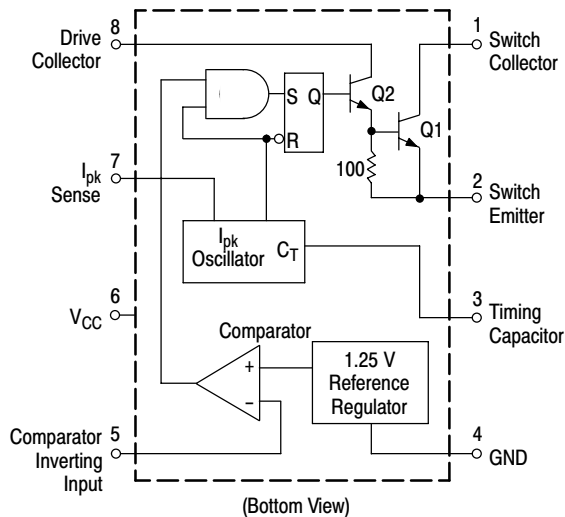 8
Drive
Collector
1
Switch
Collector
S Q
R
Q2
Q1
100
7
Ipk
Sense
2
Switch
Emitter
Ipk
Oscillator
CT
6
VCC
3
Timing
Capacitor
Comparator
+
−
1.25 V
Reference
Regulator
5
Comparator
Inverting
Input
4
GND
(Bottom View)